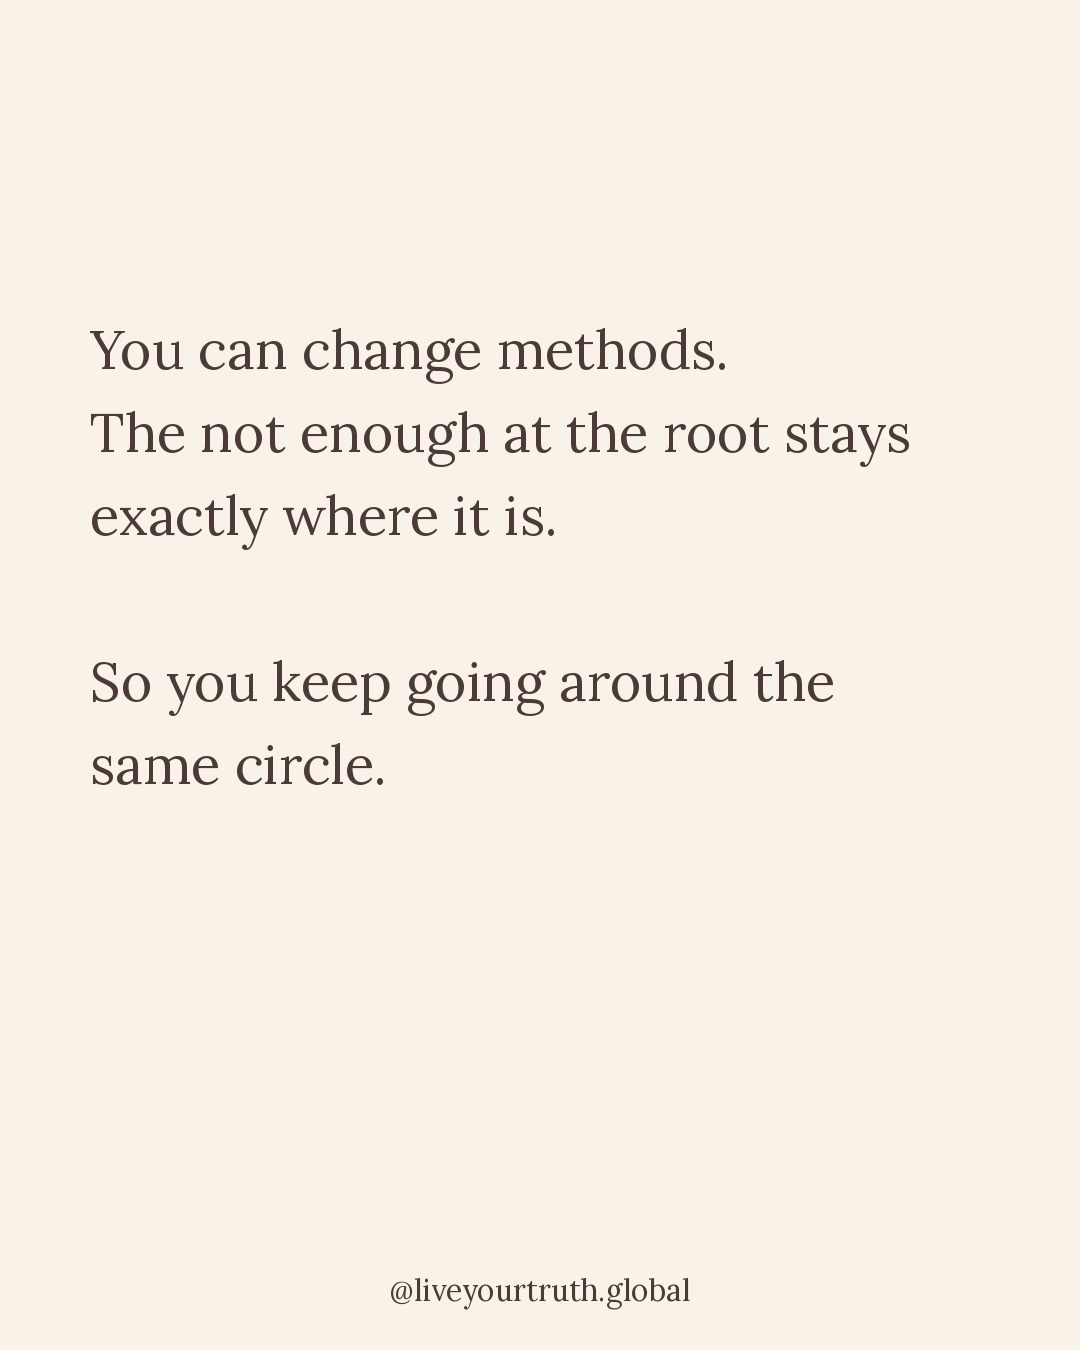 You can change methods.
The not enough at the root stays
exactly where it is.
So you keep going around the
same circle.
@liveyourtruth.global